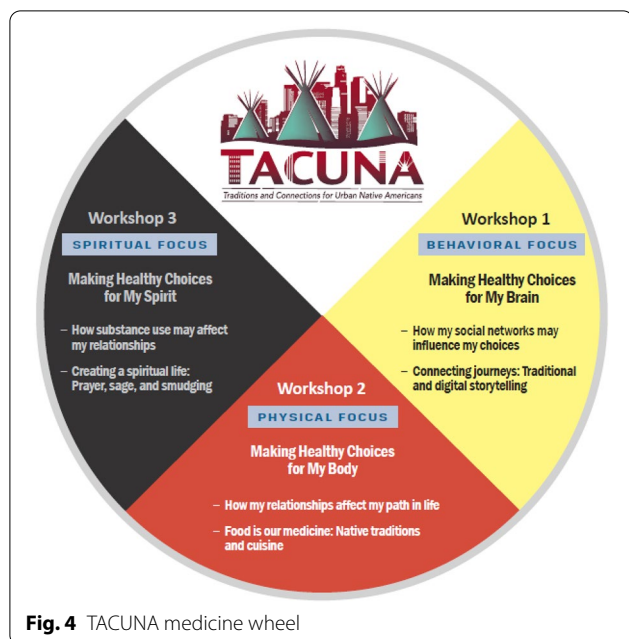 TACUNA
Traditions and Connections for Urban Native Americans
Workshop 3
SPIRITUAL FOCUS
Making Healthy Choices
for My Spirit
– How substance use may affect
my relationships
– Creating a spiritual life:
Prayer, sage, and smudging
Workshop 1
BEHAVIORAL FOCUS
Making Healthy Choices
for My Brain
– How my social networks may
influence my choices
– Connecting journeys: Traditional
and digital storytelling
Workshop 2
PHYSICAL FOCUS
Making Healthy Choices
for My Body
– How my relationships affect my path in life
– Food is our medicine: Native traditions
and cuisine
Fig. 4 TACUNA medicine wheel